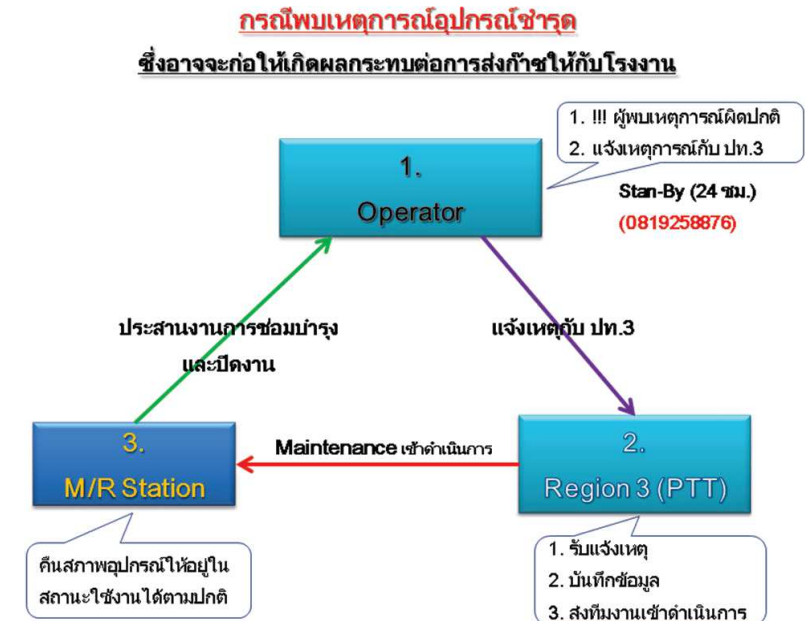 กรณีพบเหตุการณ์อุปกรณ์ชำรุด
ซึ่งอาจจะก่อให้เกิดผลกระทบต่อการส่งก๊าซให้กับโรงงาน
1. !!! ผู้พบเหตุการณ์ผิดปกติ
2. แจ้งเหตุการณ์กับ ปท.3
1.
Operator
Stan-By (24 ชม.)
(0819258876)
ประสานงานการซ่อมบำรุง
และปิดงาน
แจ้งเหตุกับ ปท.3
3.
M/R Station
Maintenance เข้าดำเนินการ
2.
Region 3 (PTT)
คืนสภาพอุปกรณ์ให้อยู่ใน
สถานะใช้งานได้ตามปกติ
1. รับแจ้งเหตุ
2. บันทึกข้อมูล
3. ส่งทีมงานเข้าดำเนินการ